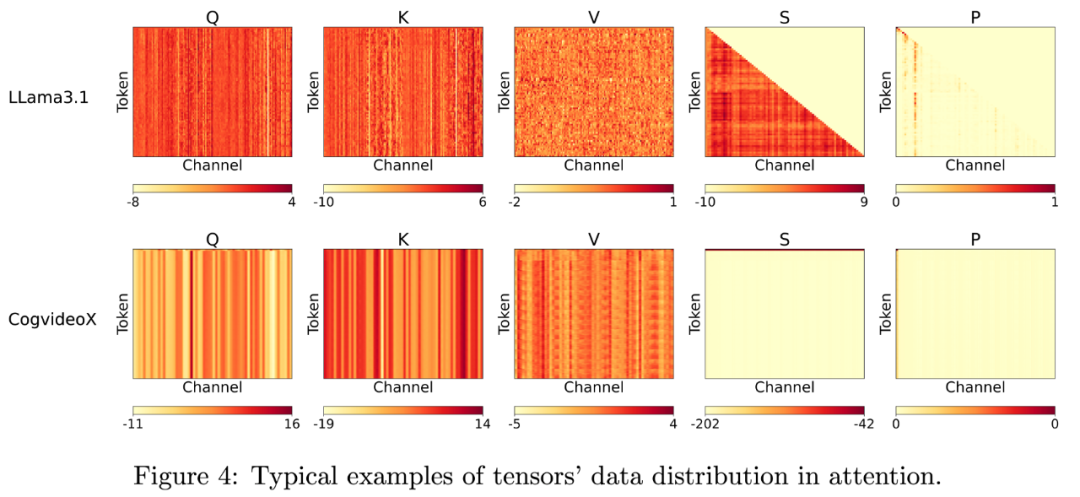 Q K V S P
LLama3.1
Token Token Token Token Token
Channel Channel Channel Channel Channel
-8 4 -10 6 -2 1 -10 9 0 1
Q K V S P
CogvideoX
Token Token Token Token Token
Channel Channel Channel Channel Channel
-11 16 -19 14 -5 4 -202 -42 0 0
Figure 4: Typical examples of tensors’ data distribution in attention.